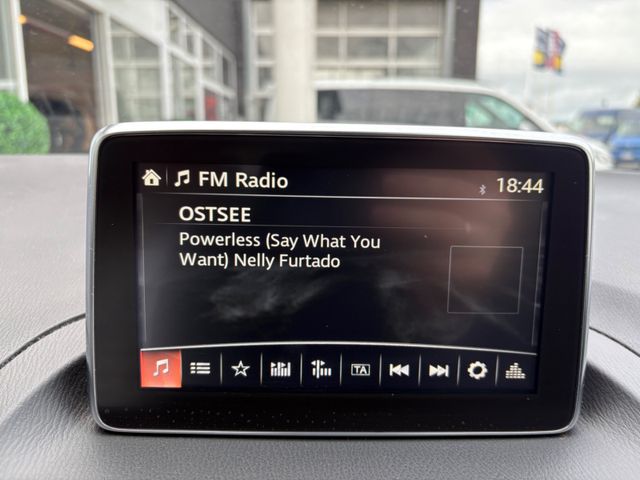 FM Radio
18:44
OSTSEE
Powerless (Say What You
Want) Nelly Furtado
TA